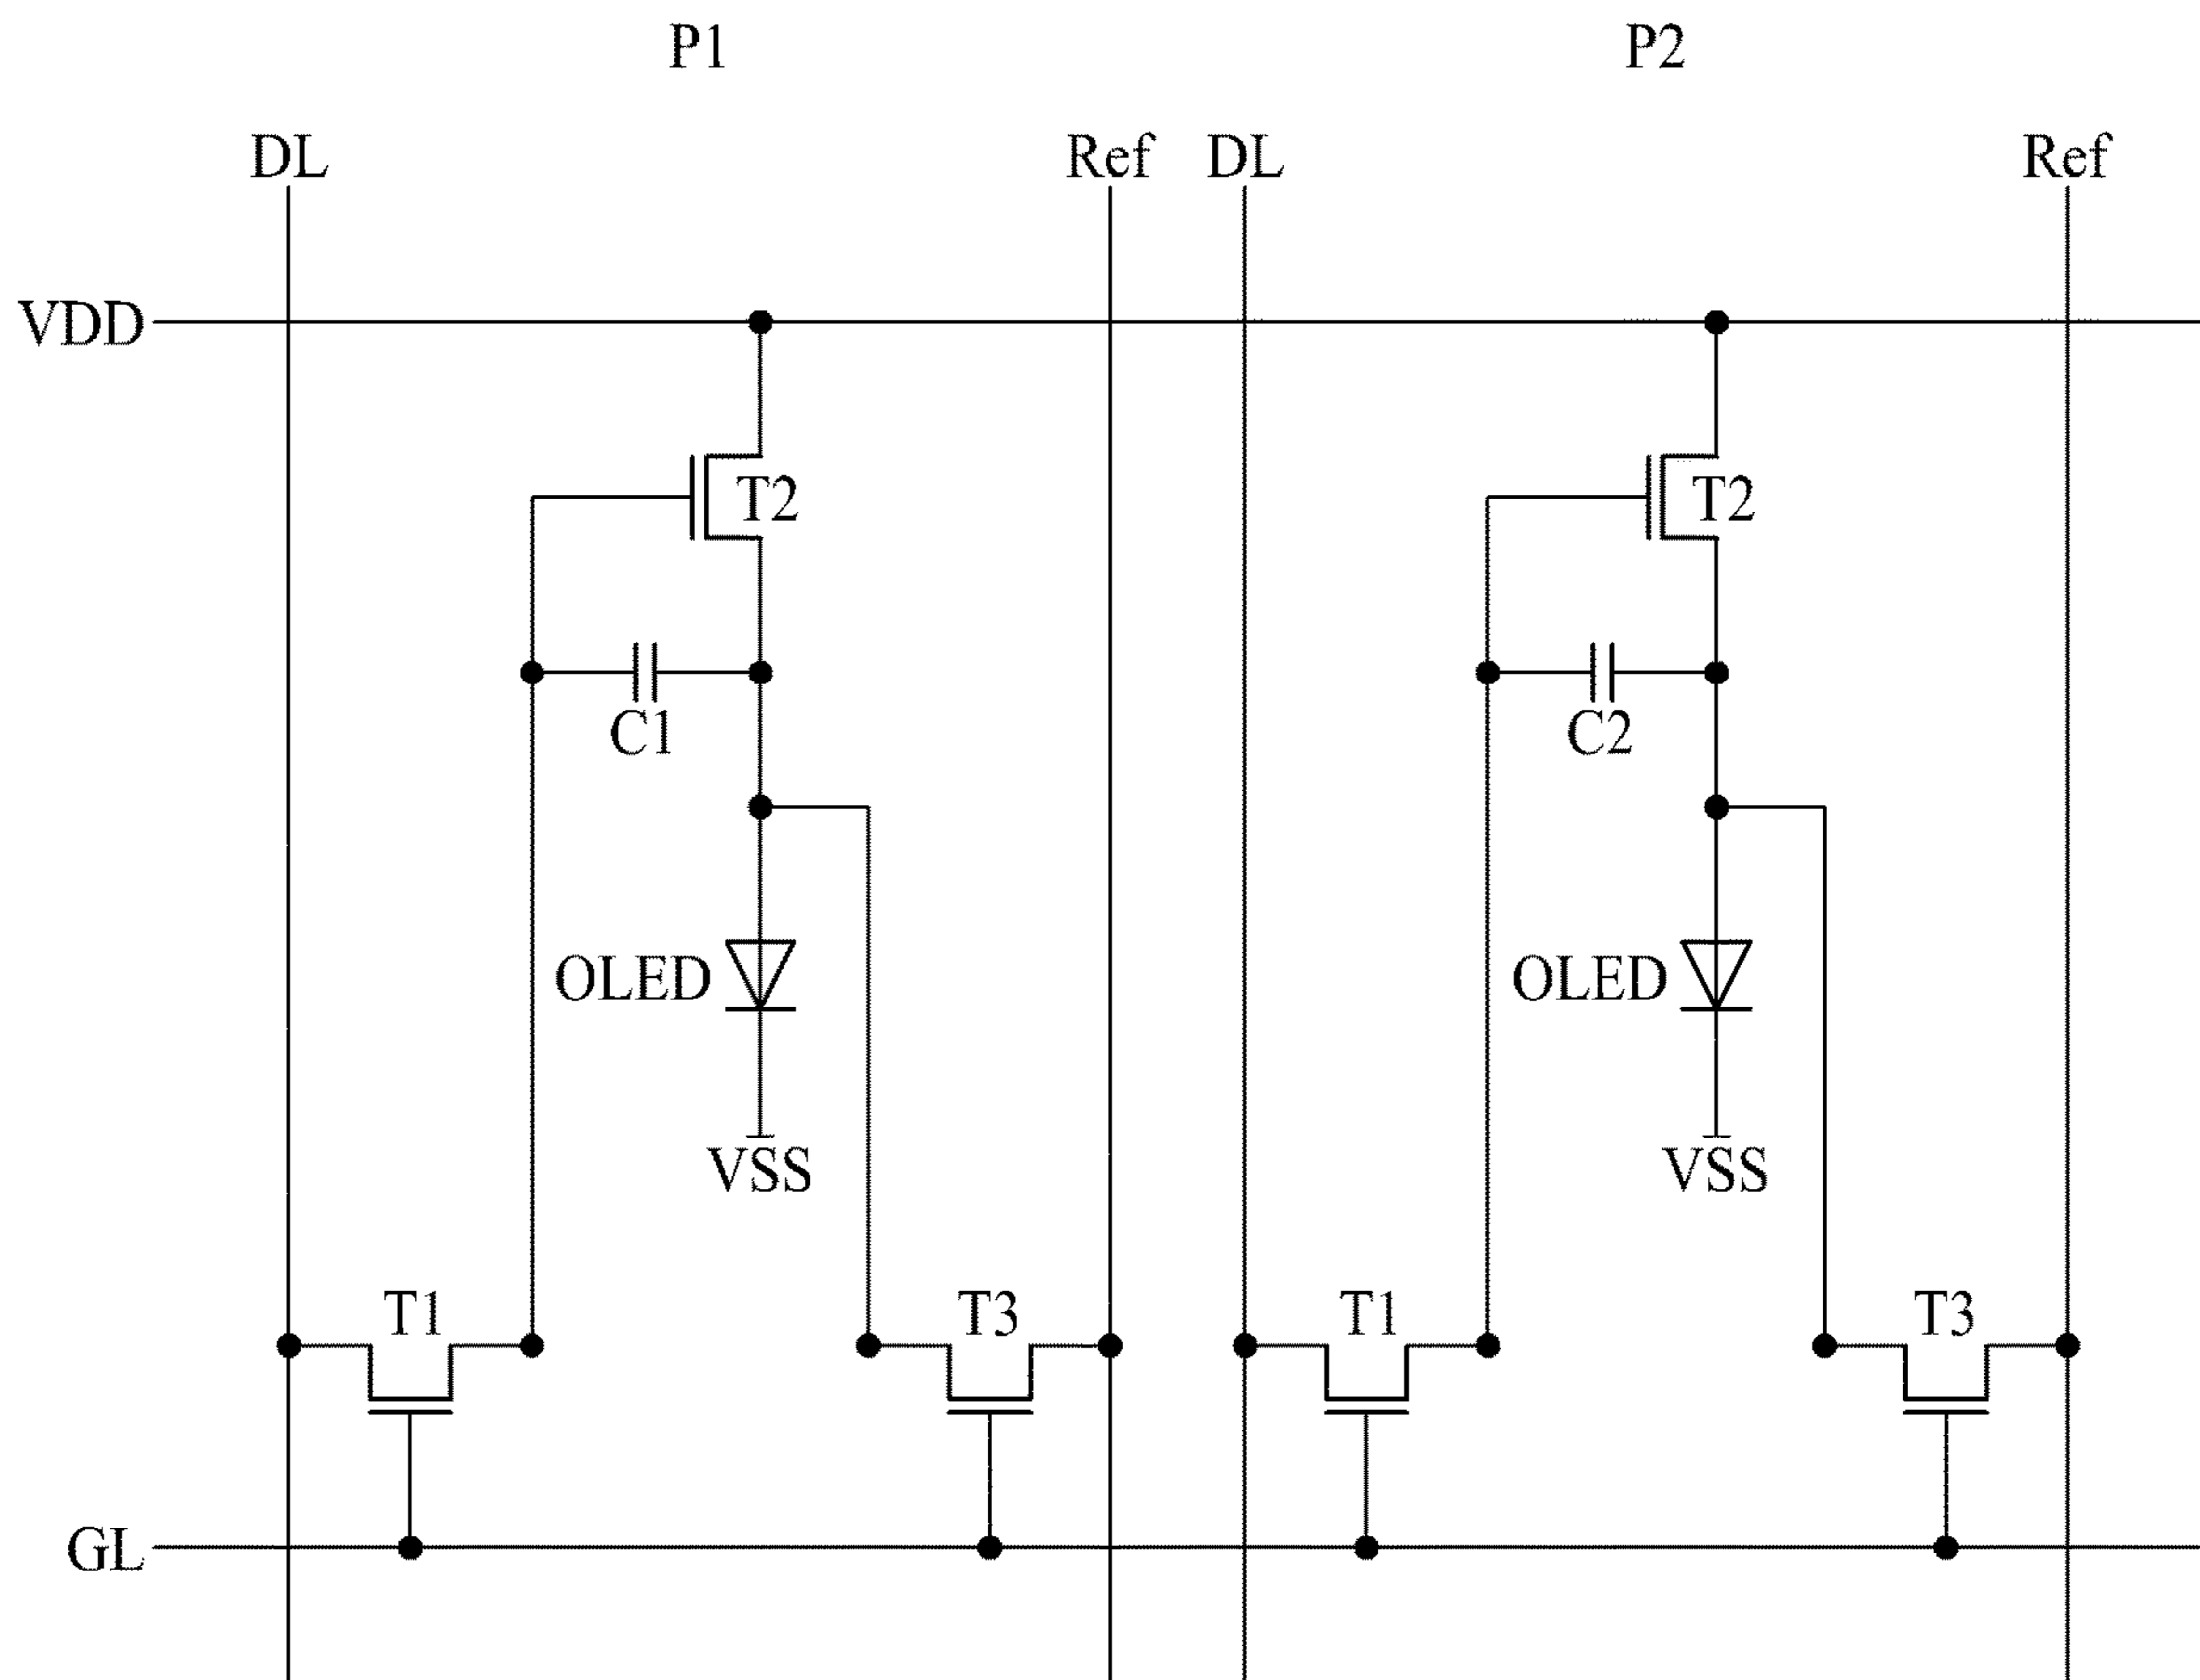 P1 P2
DL Ref DL Ref
VDD
T2 T2
C1 C2
OLED OLED
VSS VSS
T1 T3 T1 T3
GL